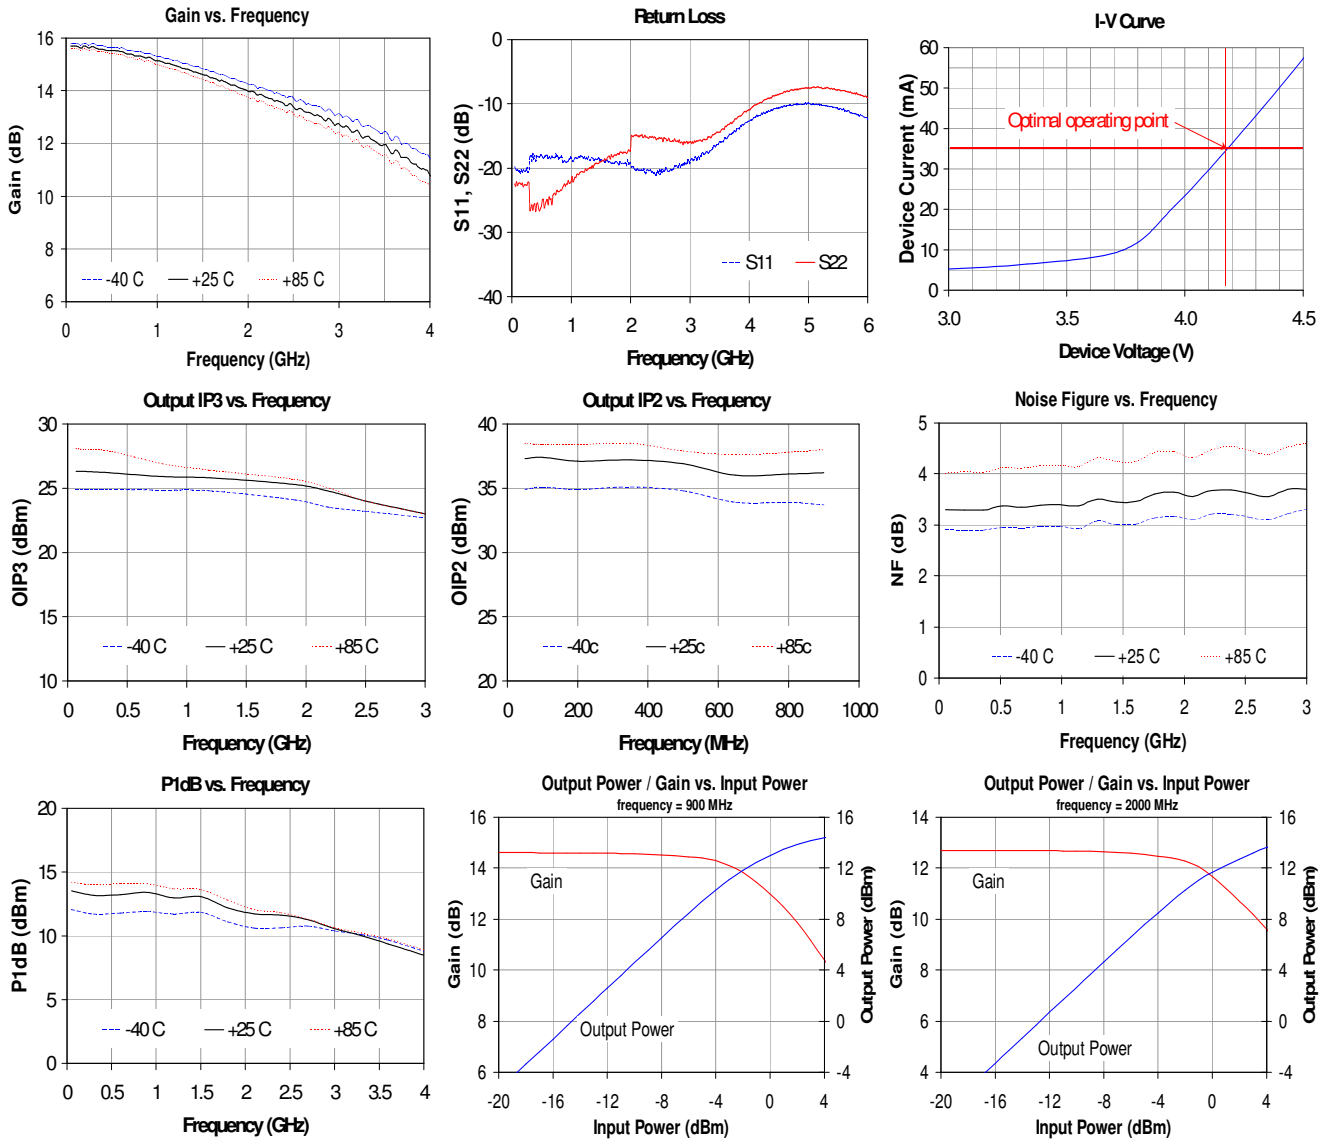 Gain vs. Frequency
16
14
12
10
8
6
Gain (dB)
-40 C
+25 C
+85 C
0 1 2 3 4
Frequency (GHz)
Return Loss
0
-10
-20
-30
-40
S11, S22 (dB)
S11
S22
0 1 2 3 4 5 6
Frequency (GHz)
I-V Curve
60
50
40
30
20
10
0
Device Current (mA)
Optimal operating point
3.0 3.5 4.0 4.5
Device Voltage (V)
Output IP3 vs. Frequency
30
25
20
15
10
OIP3 (dBm)
-40 C
+25 C
+85 C
0 0.5 1 1.5 2 2.5 3
Frequency (GHz)
Output IP2 vs. Frequency
40
35
30
25
20
OIP2 (dBm)
-40c
+25c
+85c
0 200 400 600 800 1000
Frequency (MHz)
Noise Figure vs. Frequency
5
4
3
2
1
0
NF (dB)
-40 C
+25 C
+85 C
0 0.5 1 1.5 2 2.5 3
Frequency (GHz)
P1dB vs. Frequency
20
15
10
5
0
P1dB (dBm)
-40 C
+25 C
+85 C
0 0.5 1 1.5 2 2.5 3 3.5 4
Frequency (GHz)
Output Power / Gain vs. Input Power
frequency = 900 MHz
16
14
12
10
8
6
Gain (dB)
Gain
Output Power
16
12
8
4
0
-4
Output Power (dBm)
-20 -16 -12 -8 -4 0 4
Input Power (dBm)
Output Power / Gain vs. Input Power
frequency = 2000 MHz
14
12
10
8
6
4
Gain (dB)
Gain
Output Power
16
12
8
4
0
-4
Output Power (dBm)
-20 -16 -12 -8 -4 0 4
Input Power (dBm)